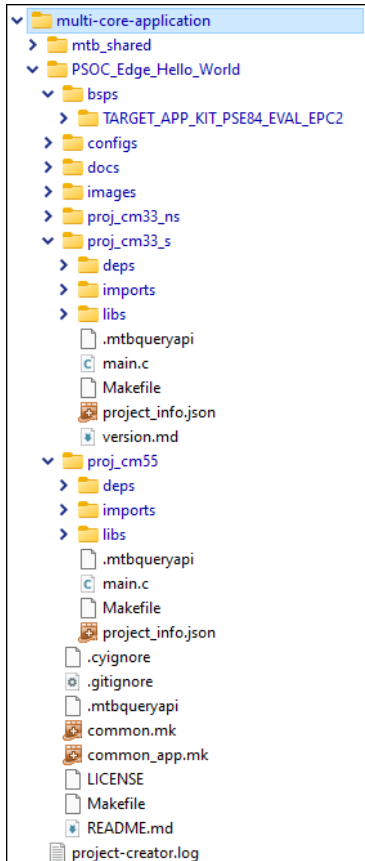 multi-core-application
mtb_shared
PSOC_Edge_Hello_World
bsps
TARGET_APP_KIT_PSE84_EVAL_EPC2
configs
docs
images
proj_cm33_ns
proj_cm33_s
deps
imports
libs
.mtbqueryapi
main.c
Makefile
project_info.json
version.md
proj_cm55
deps
imports
libs
.mtbqueryapi
main.c
Makefile
project_info.json
.cyignore
.gitignore
.mtbqueryapi
common.mk
common_app.mk
LICENSE
Makefile
README.md
project-creator.log